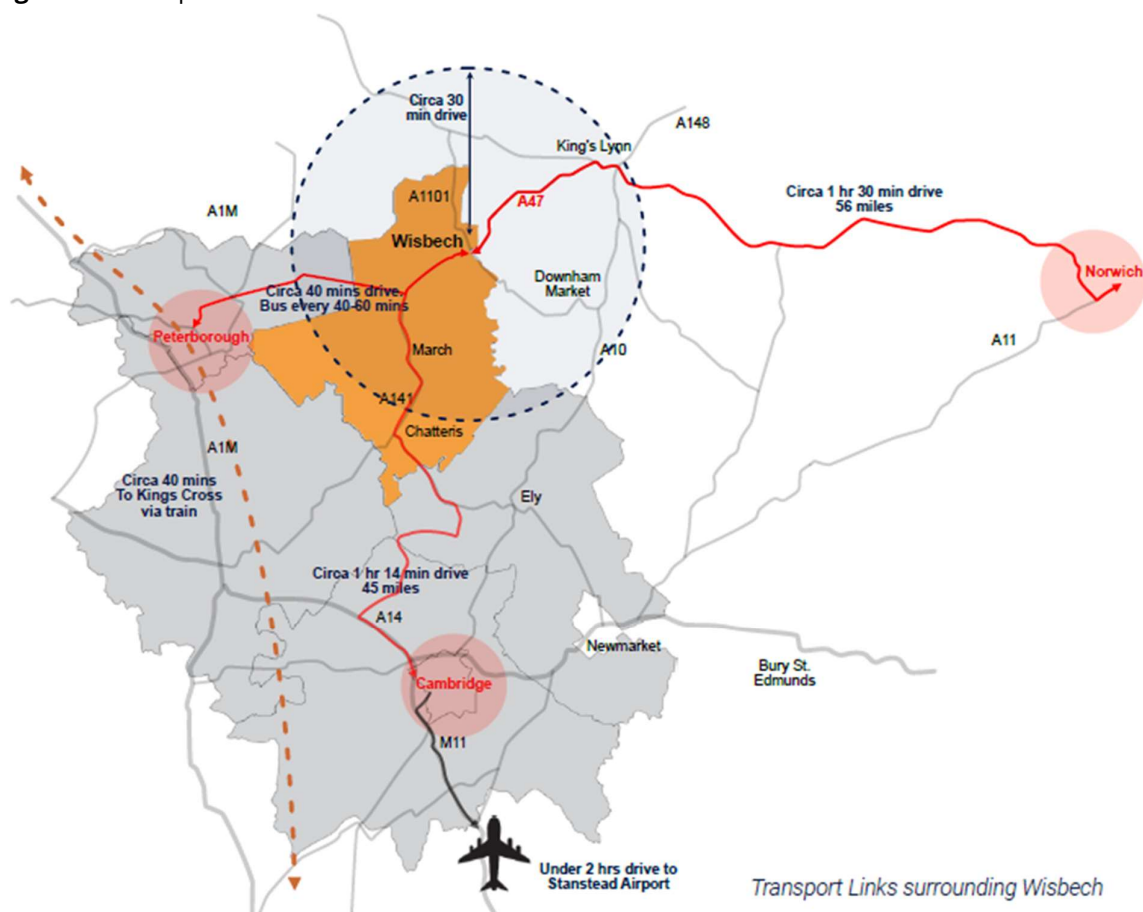 Circa 30
min drive
A148
King's Lynn
A1101
A47
Circa 1 hr 30 min drive
56 miles
A1M
Wisbech
Downham
Market
Norwich
Circa 40 mins drive.
Bus every 40-60 mins
Peterborough
March
A10
A11
A141
Chatteris
A1M
Circa 40 mins
To Kings Cross
via train
Ely
Circa 1 hr 14 min drive
45 miles
A14
Newmarket
Bury St.
Edmunds
Cambridge
M11
Under 2 hrs drive to
Stanstead Airport
Transport Links surrounding Wisbech